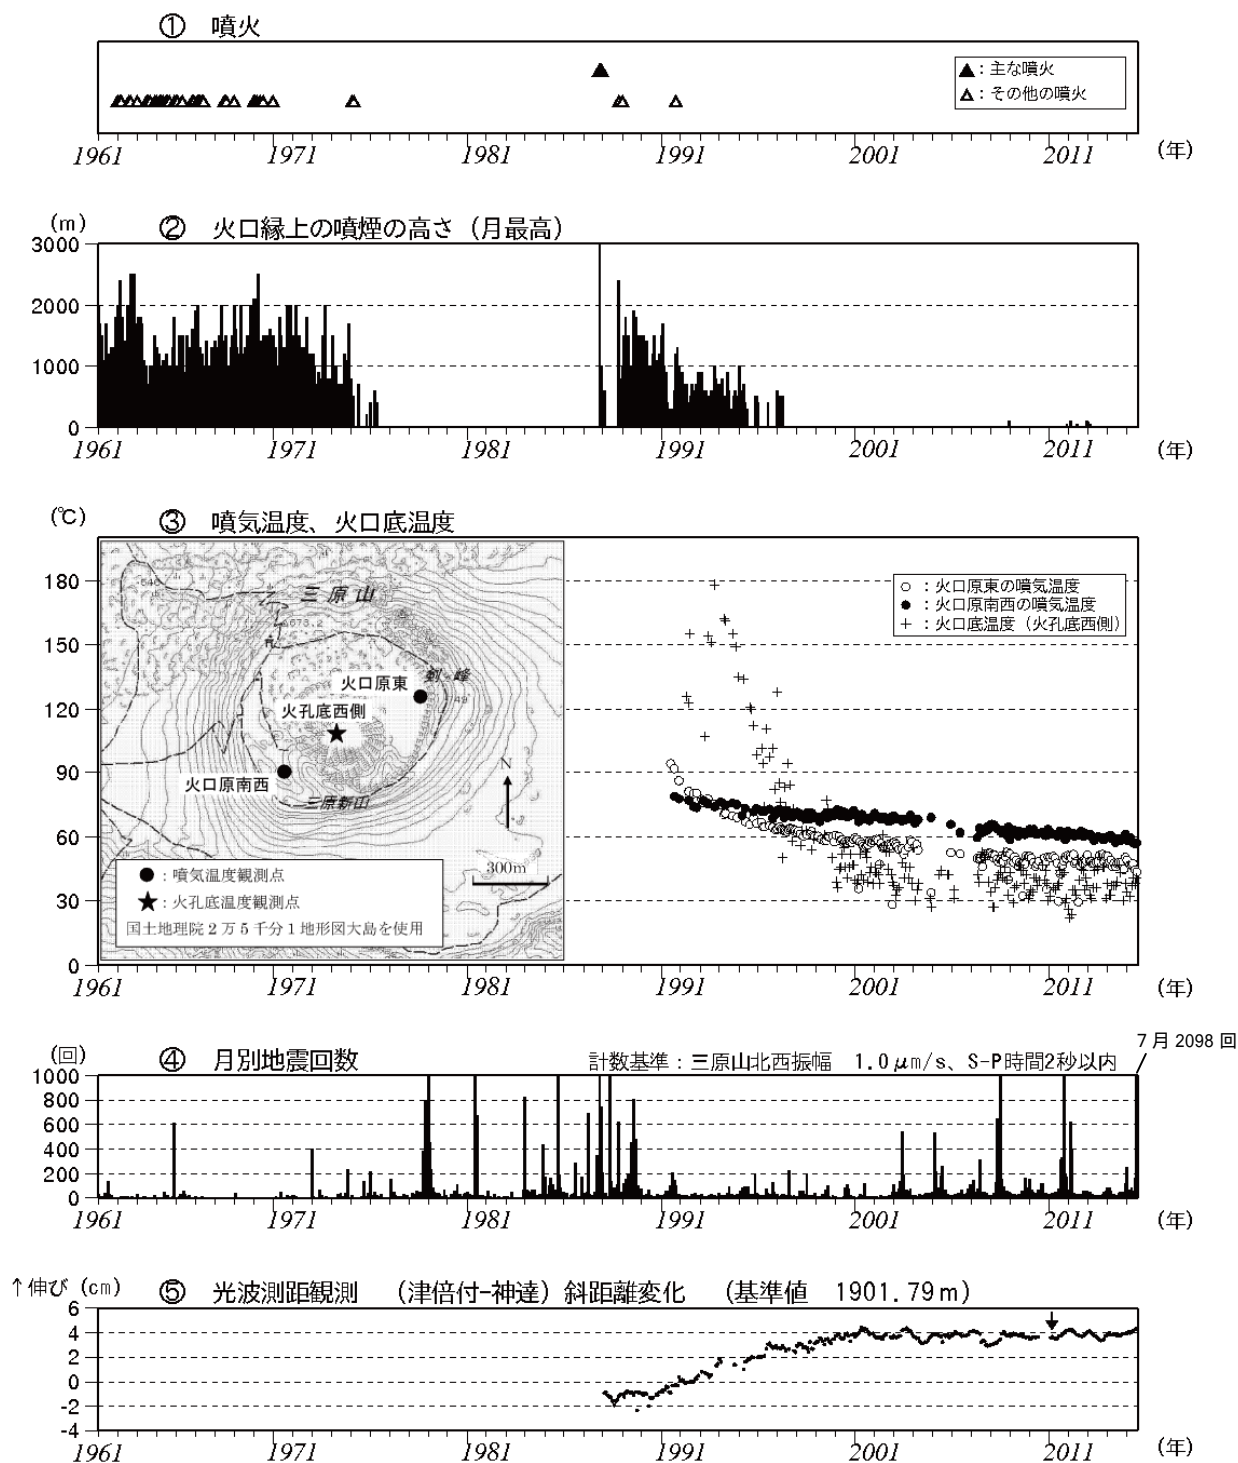 ① 噴火
▲：主な噴火
△：その他の噴火
1961 1971 1981 1991 2001 2011 (年)
(m) ② 火口縁上の噴煙の高さ（月最高）
3000
2000
1000
0
1961 1971 1981 1991 2001 2011 (年)
(℃) ③ 噴気温度、火口底温度
180
150
120
90
60
30
0
○：火口原東の噴気温度
●：火口原南西の噴気温度
＋：火口底温度（火孔底西側）
三原山
剣ヶ峰
火口原東
火孔底西側
火口原南西
三原新山
N
300m
●：噴気温度観測点
★：火孔底温度観測点
国土地理院２万５千分１地形図大島を使用
1961 1971 1981 1991 2001 2011 (年)
7月 2098 回
(回) ④ 月別地震回数 計数基準：三原山北西振幅 1.0μm/s、S-P時間2秒以内
1000
800
600
400
200
0
1961 1971 1981 1991 2001 2011 (年)
↑伸び(cm) ⑤ 光波測距観測 （津倍付-神達）斜距離変化 （基準値 1901.79m）
6
4
2
0
-2
-4
1961 1971 1981 1991 2001 2011 (年)